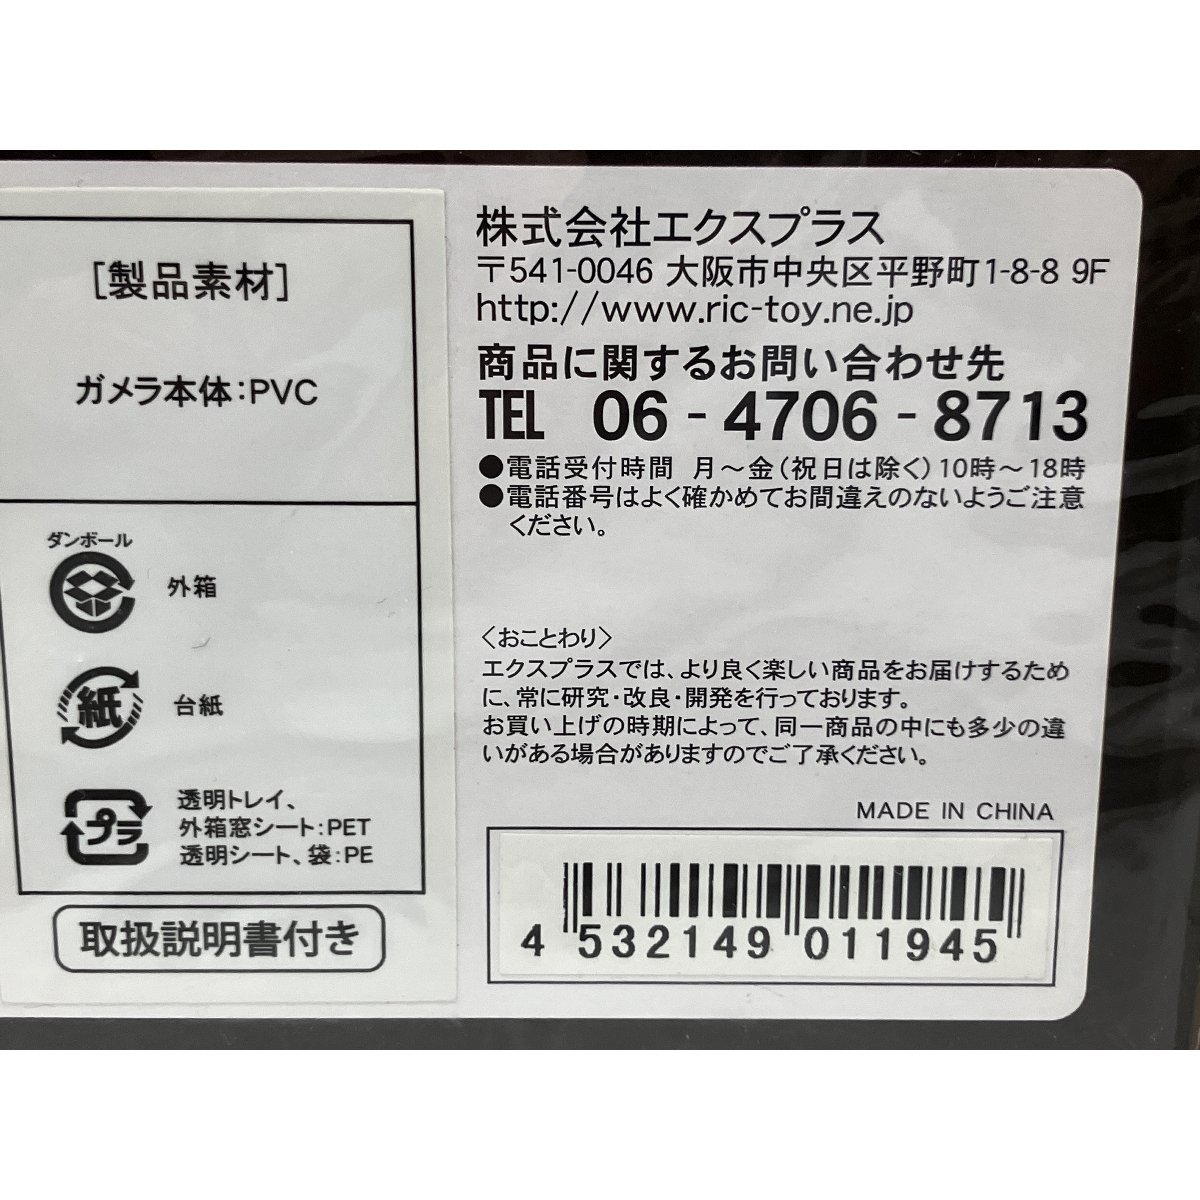 [製品素材]
ガメラ本体:PVC
ダンボール
外箱
紙
台紙
プラ
透明トレイ、
外箱窓シート:PET
透明シート、袋:PE
取扱説明書付き
株式会社エクスプラス
〒541-0046 大阪市中央区平野町1-8-8 9F
http://www.ric-toy.ne.jp
商品に関するお問い合わせ先
TEL 06-4706-8713
●電話受付時間 月~金(祝日は除く)10時~18時
●電話番号はよく確かめてお間違えのないようご注意
ください。
〈おことわり〉
エクスプラスでは、より良く楽しい商品をお届けするため
に、常に研究・改良・開発を行っております。
お買い上げの時期によって、同一商品の中にも多少の違
いがある場合がありますのでご了承ください。
MADE IN CHINA
4 532149 011945